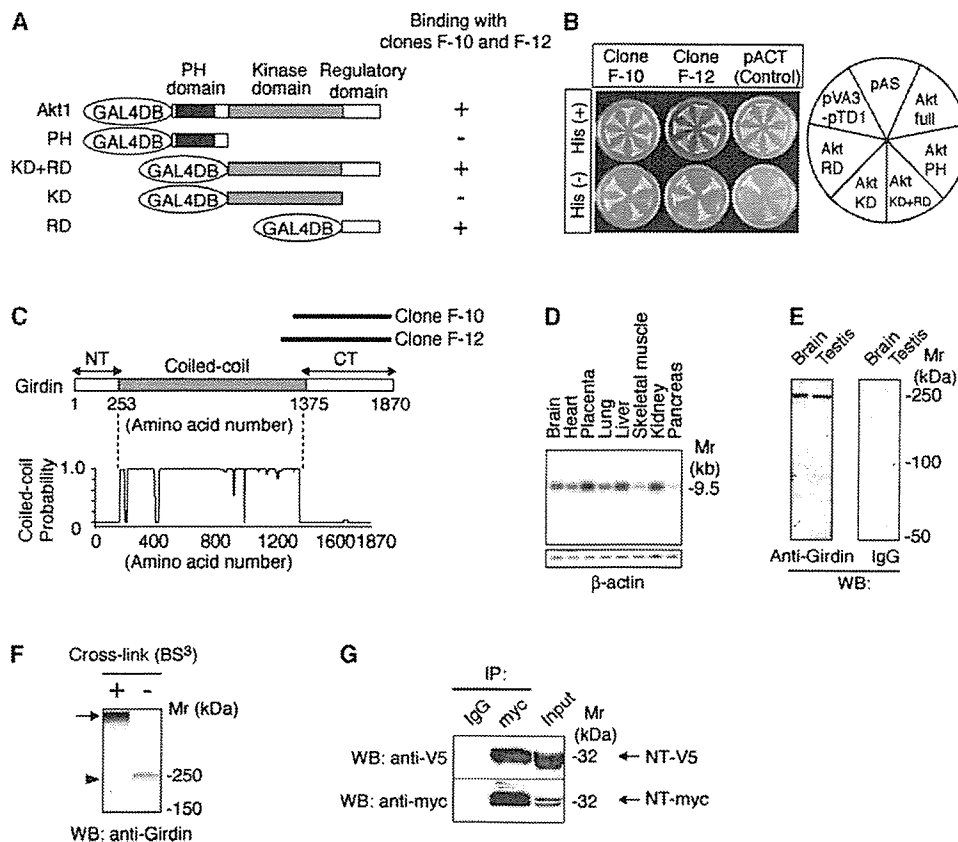 A
Binding with
clones F-10 and F-12
PH
domain
Kinase
domain
Regulatory
domain
Akt1 GAL4DB +
PH GAL4DB -
KD+RD GAL4DB +
KD GAL4DB -
RD GAL4DB +
B
Clone
F-10
Clone
F-12
pACT
(Control)
His (+)
His (-)
pAS
Akt
full
Akt
PH
Akt
KD+RD
Akt
KD
Akt
RD
pVA3
-pTD1
C
Clone F-10
Clone F-12
NT Coiled-coil CT
Girdin
1 253 1375 1870
(Amino acid number)
Coiled-coil
Probability
1.0
0
0 400 800 1200 1600 1870
(Amino acid number)
D
Brain
Heart
Placenta
Lung
Liver
Skeletal muscle
Kidney
Pancreas
Mr
(kb)
-9.5
β-actin
E
Brain
Testis
Brain
Testis
Mr
(kDa)
-250
-100
-50
Anti-Girdin IgG
WB:
F
Cross-link (BS³)
+ -
Mr (kDa)
-250
-150
WB: anti-Girdin
G
IP:
IgG
myc
Input
Mr
(kDa)
WB: anti-V5 -32 NT-V5
WB: anti-myc -32 NT-myc